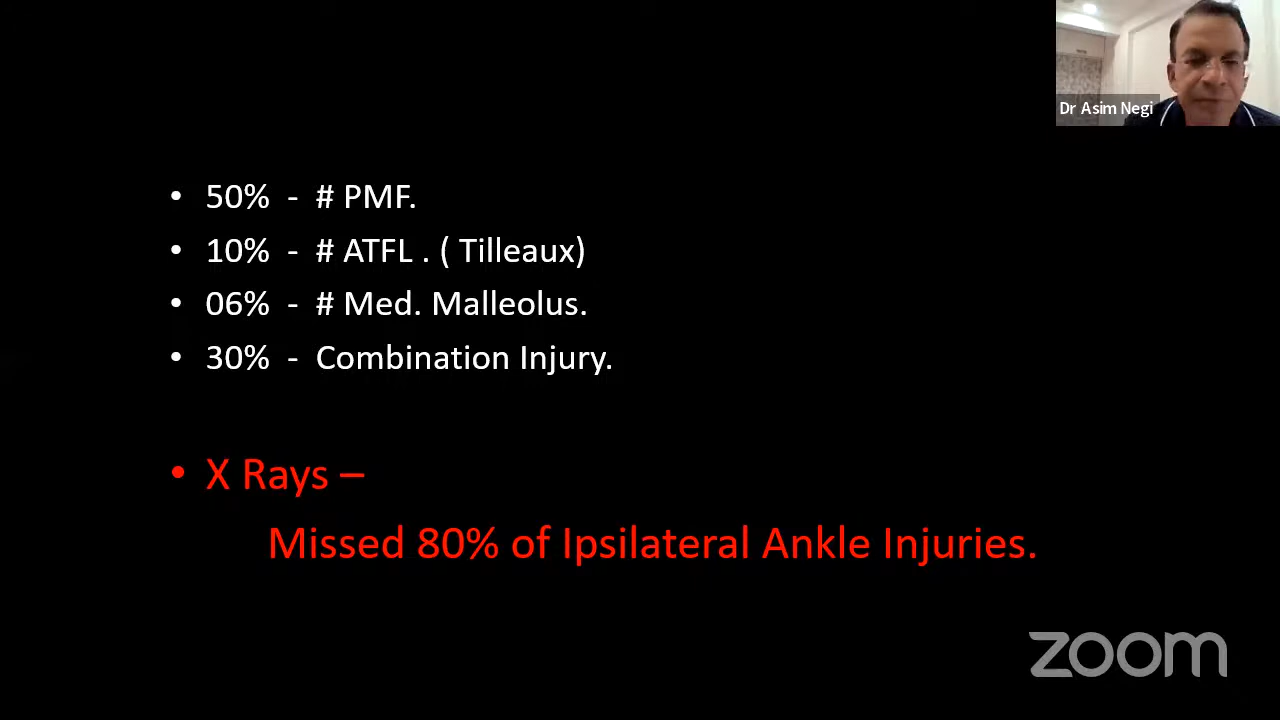 Dr Asim Negi
• 50% - # PMF.
• 10% - # ATFL . ( Tilleaux)
• 06% - # Med. Malleolus.
• 30% - Combination Injury.
• X Rays –
Missed 80% of Ipsilateral Ankle Injuries.
zoom